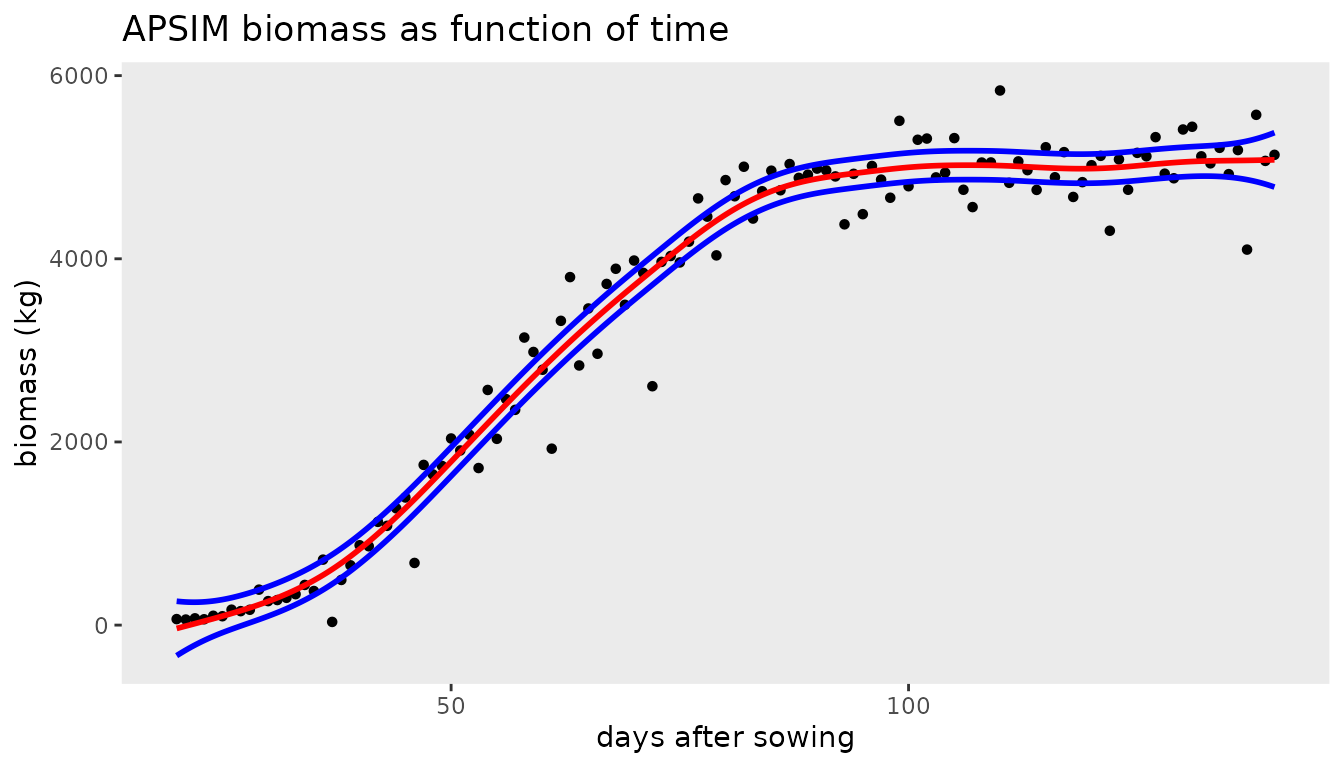 APSIM biomass as function of time
6000
4000
2000
0
biomass (kg)
50
100
days after sowing